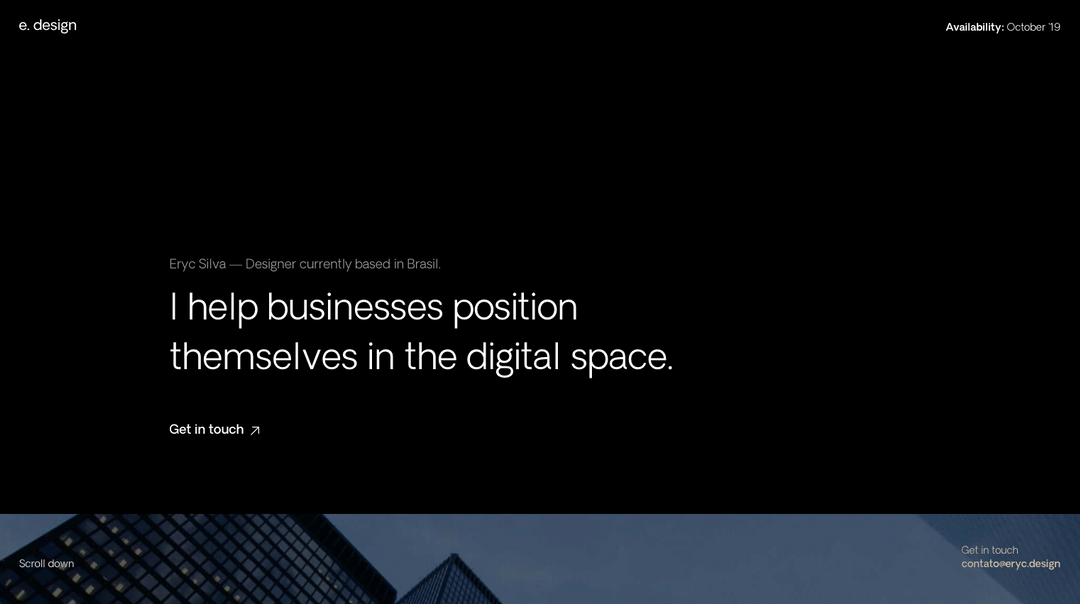 e. design
Availability: October '19
Eryc Silva — Designer currently based in Brasil.
I help businesses position
themselves in the digital space.
Get in touch ↗
Scroll down
Get in touch
contato@eryc.design